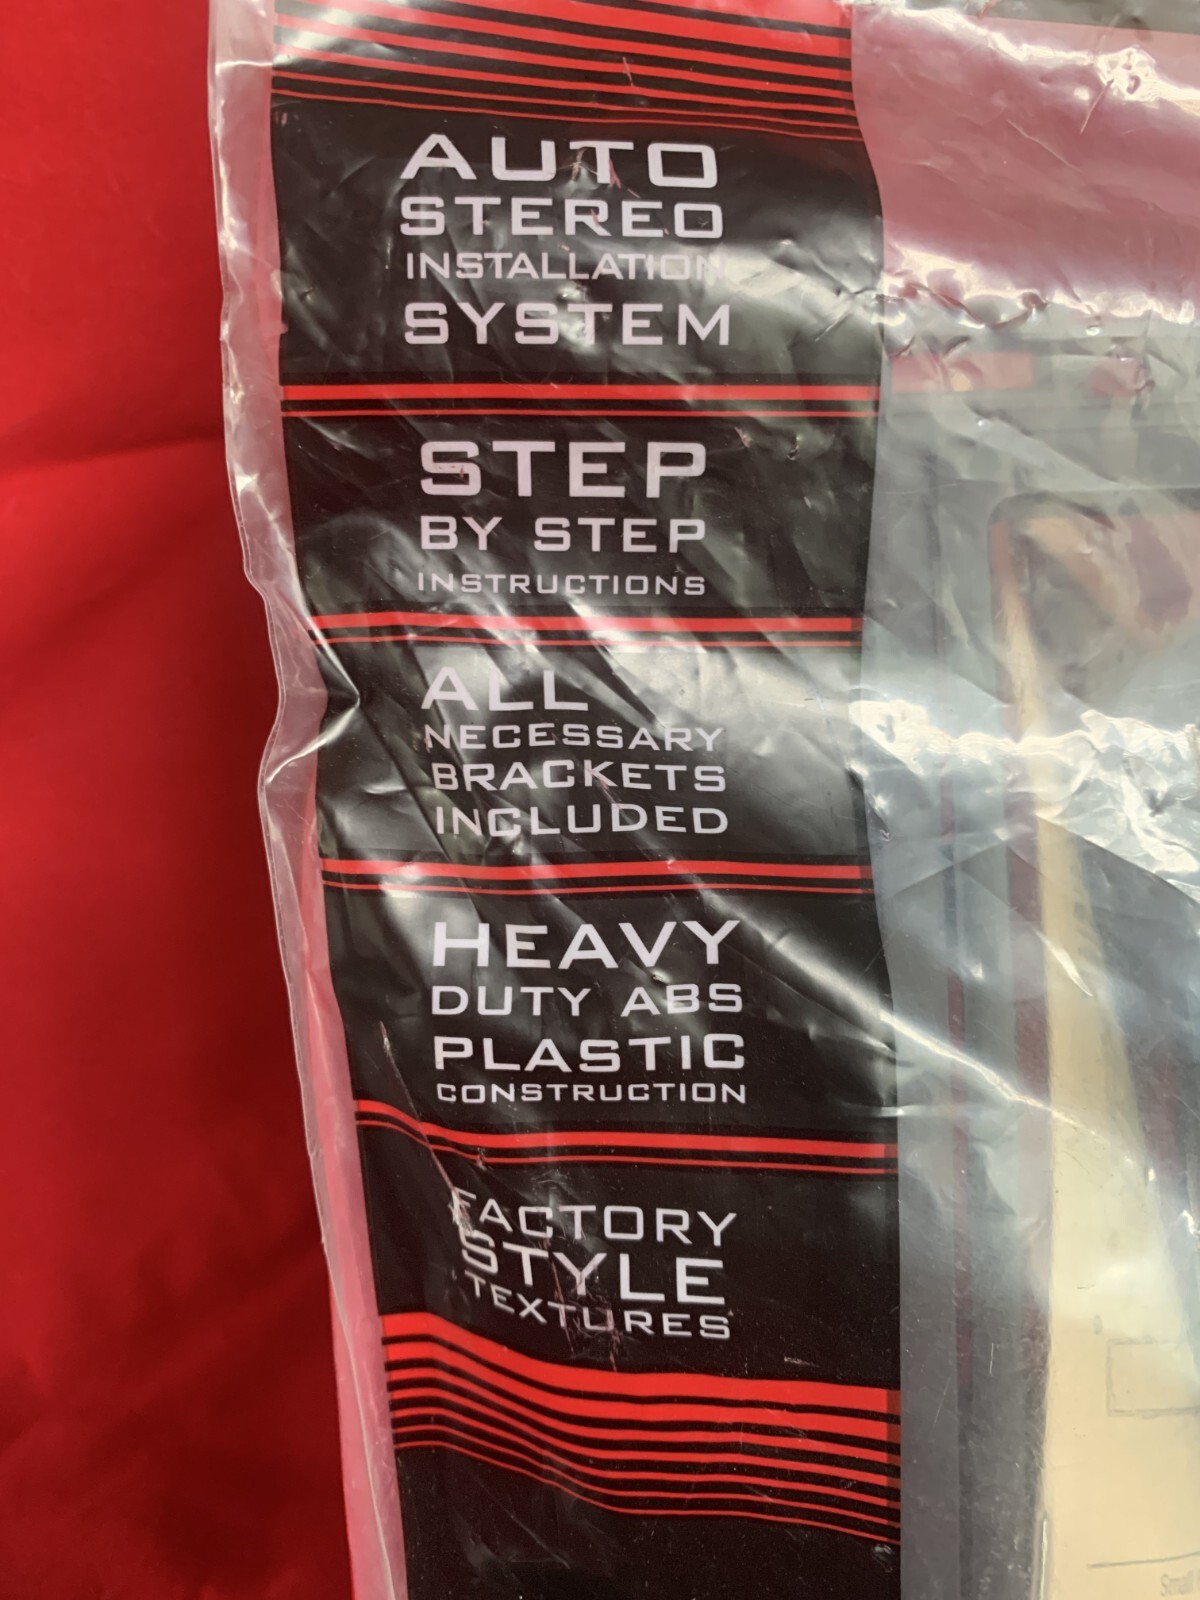 AUTO
STEREO
INSTALLATION
SYSTEM
STEP
BY STEP
INSTRUCTIONS
ALL
NECESSARY
BRACKETS
INCLUDED
HEAVY
DUTY ABS
PLASTIC
CONSTRUCTION
FACTORY
STYLE
TEXTURES
Small